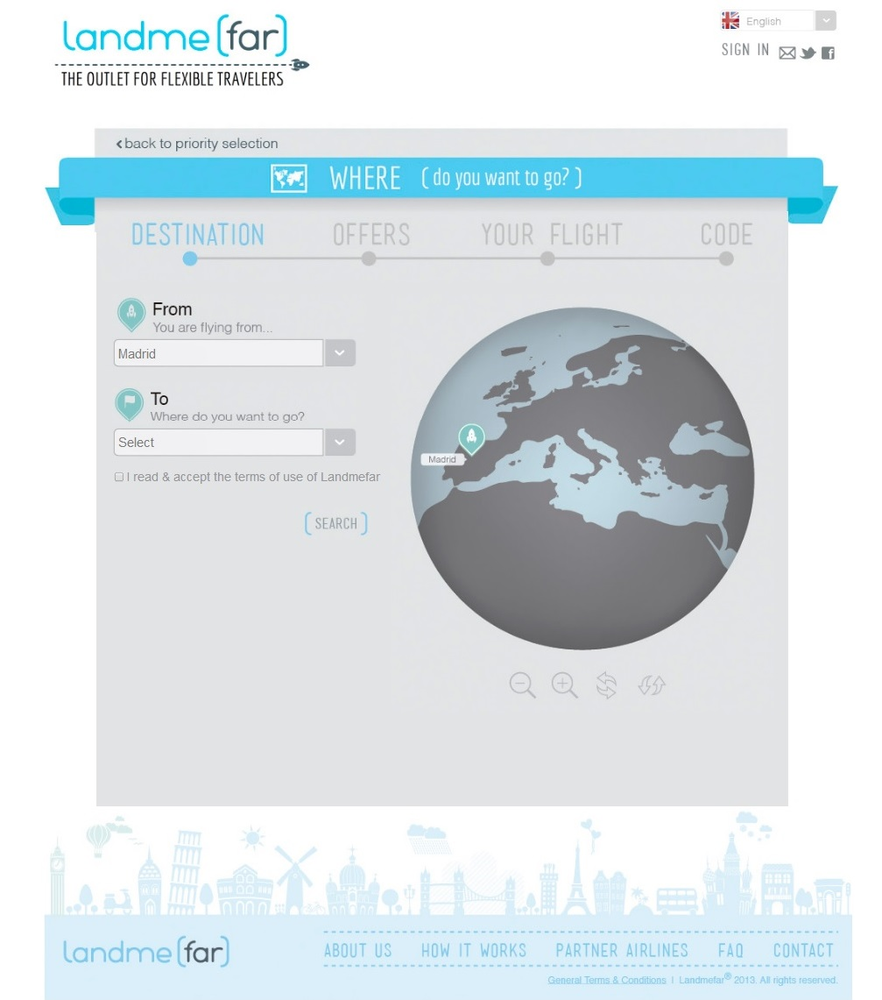 landme(far)
THE OUTLET FOR FLEXIBLE TRAVELERS
English
SIGN IN
back to priority selection
WHERE ( do you want to go? )
DESTINATION OFFERS YOUR FLIGHT CODE
From
You are flying from...
Madrid
To
Where do you want to go?
Select
I read & accept the terms of use of Landmefar
[ SEARCH ]
Madrid
landme(far)
ABOUT US HOW IT WORKS PARTNER AIRLINES FAQ CONTACT
General Terms & Conditions | Landmefar® 2013. All rights reserved.